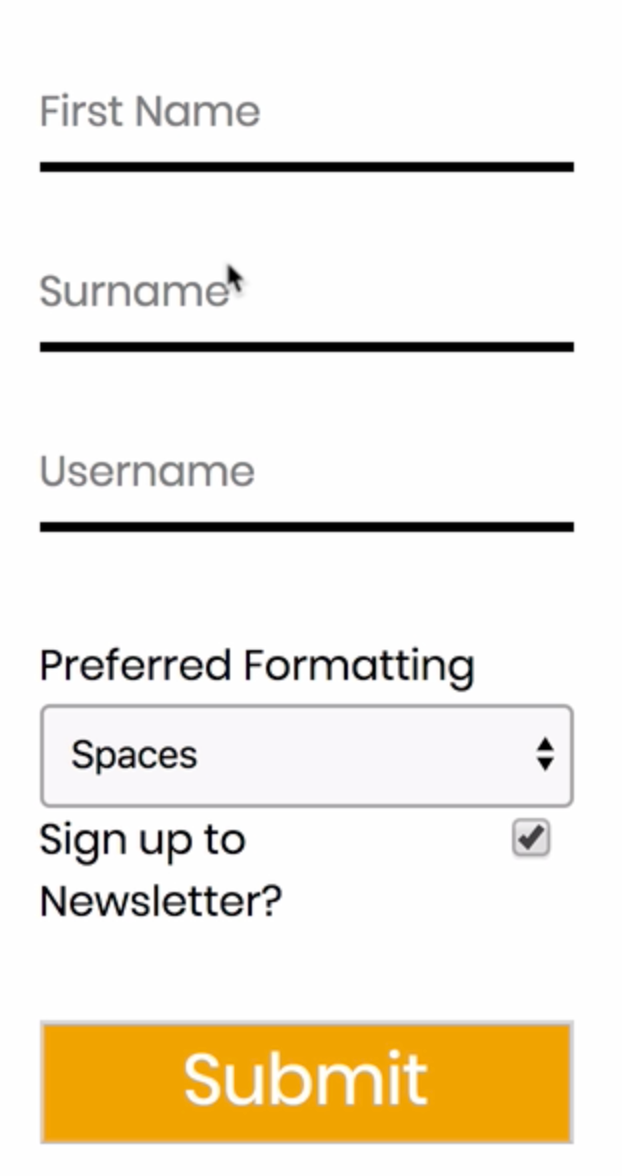 First Name
Surname
Username
Preferred Formatting
Spaces
Sign up to
Newsletter?
Submit